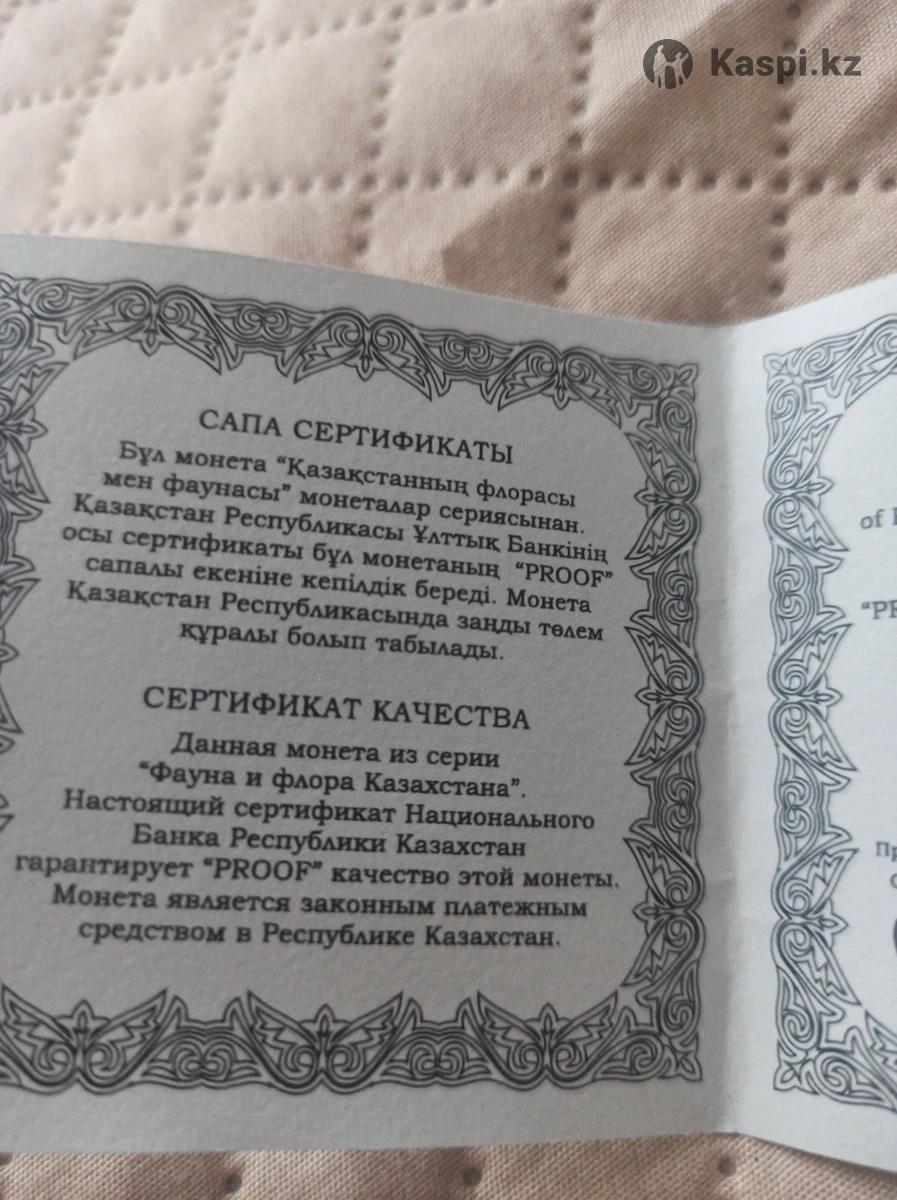 Kaspi.kz
САПА СЕРТИФИКАТЫ
Бұл монета “Қазақстанның флорасы
мен фаунасы” монеталар сериясынан.
Қазақстан Республикасы Ұлттық Банкінің
осы сертификаты бұл монетаның “PROOF”
сапалы екеніне кепілдік береді. Монета
Қазақстан Республикасында заңды төлем
құралы болып табылады.
СЕРТИФИКАТ КАЧЕСТВА
Данная монета из серии
“Фауна и флора Казахстана”.
Настоящий сертификат Национального
Банка Республики Казахстан
гарантирует “PROOF” качество этой монеты.
Монета является законным платежным
средством в Республике Казахстан.
of